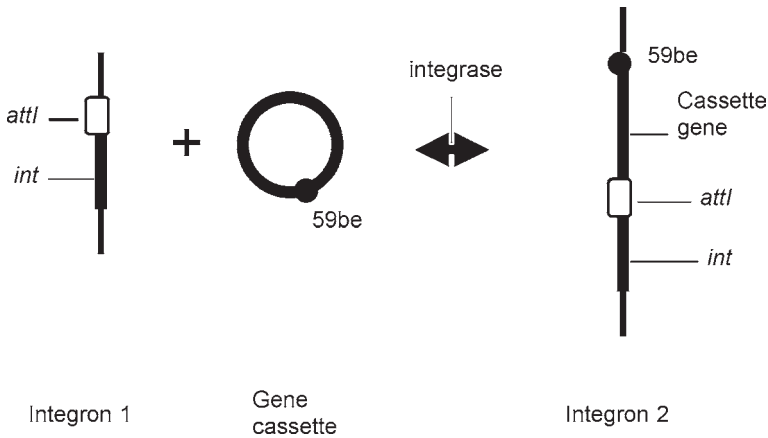 attI
int
+
59be
integrase
59be
Cassette
gene
attI
int
Integron 1
Gene
cassette
Integron 2